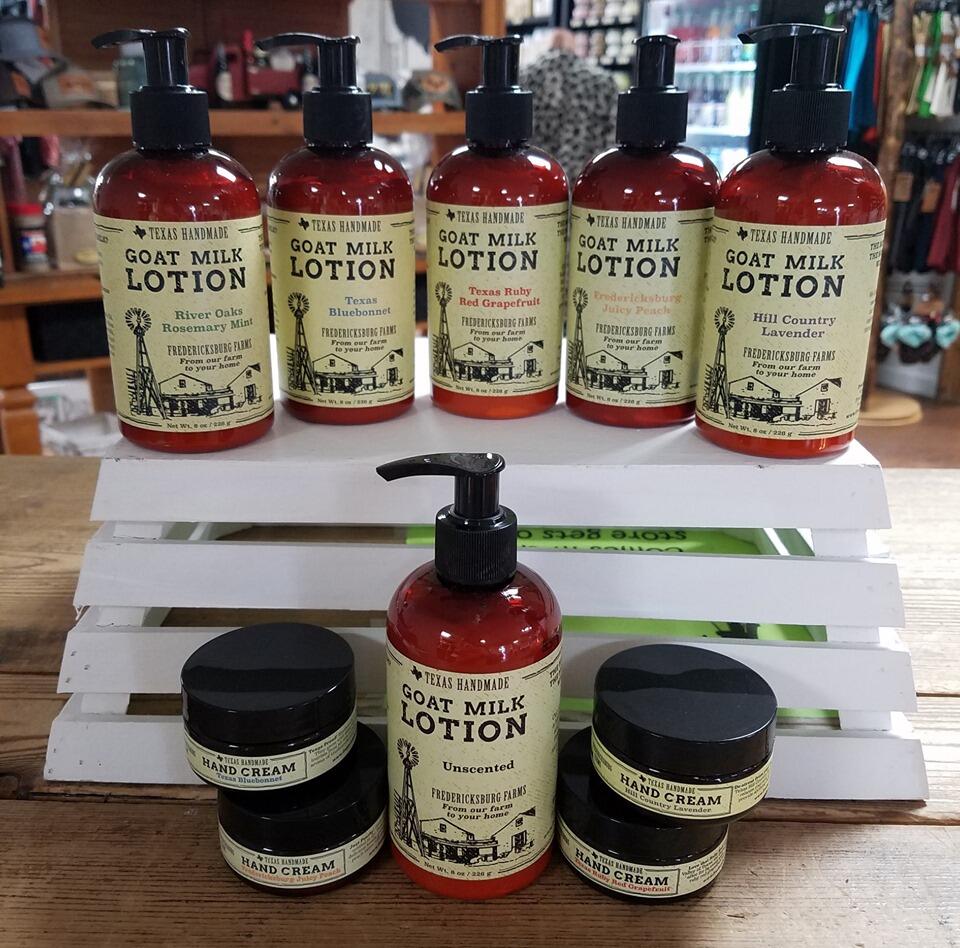 TEXAS HANDMADE
GOAT MILK
LOTION
River Oaks
Rosemary Mint
FREDERICKSBURG FARMS
From our farm
to your home
Net Wt. 8 oz / 226 g
TEXAS HANDMADE
GOAT MILK
LOTION
Texas
Bluebonnet
FREDERICKSBURG FARMS
From our farm
to your home
Net Wt. 8 oz / 226 g
TEXAS HANDMADE
GOAT MILK
LOTION
Texas Ruby
Red Grapefruit
FREDERICKSBURG FARMS
From our farm
to your home
Net Wt. 8 oz / 226 g
TEXAS HANDMADE
GOAT MILK
LOTION
Fredericksburg
Juicy Peach
FREDERICKSBURG FARMS
From our farm
to your home
Net Wt. 8 oz / 226 g
TEXAS HANDMADE
GOAT MILK
LOTION
Hill Country
Lavender
FREDERICKSBURG FARMS
From our farm
to your home
Net Wt. 8 oz / 226 g
store gets
TEXAS HANDMADE
GOAT MILK
LOTION
Unscented
FREDERICKSBURG FARMS
From our farm
to your home
Net Wt. 8 oz / 226 g
TEXAS HANDMADE
HAND CREAM
Texas Bluebonnet
TEXAS HANDMADE
HAND CREAM
Fredericksburg Juicy Peach
TEXAS HANDMADE
HAND CREAM
Hill Country Lavender
TEXAS HANDMADE
HAND CREAM
Texas Ruby Red Grapefruit